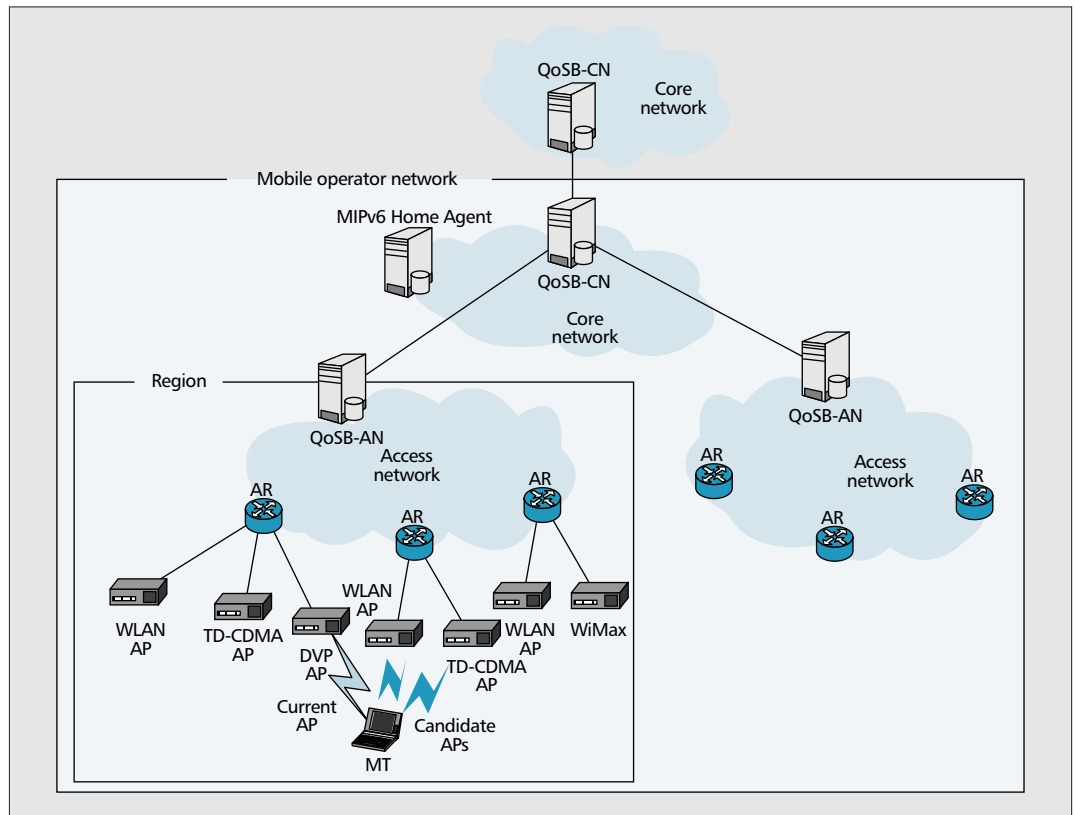 QoSB-CN
Core
network
Mobile operator network
MIPv6 Home Agent
QoSB-CN
Core
network
Region
QoSB-AN
Access
network
QoSB-AN
AR
AR
AR
AR
Access
network
AR
AR
WLAN
AP
TD-CDMA
AP
DVP
AP
WLAN
AP
TD-CDMA
AP
WLAN
AP
WiMax
Current
AP
Candidate
APs
MT